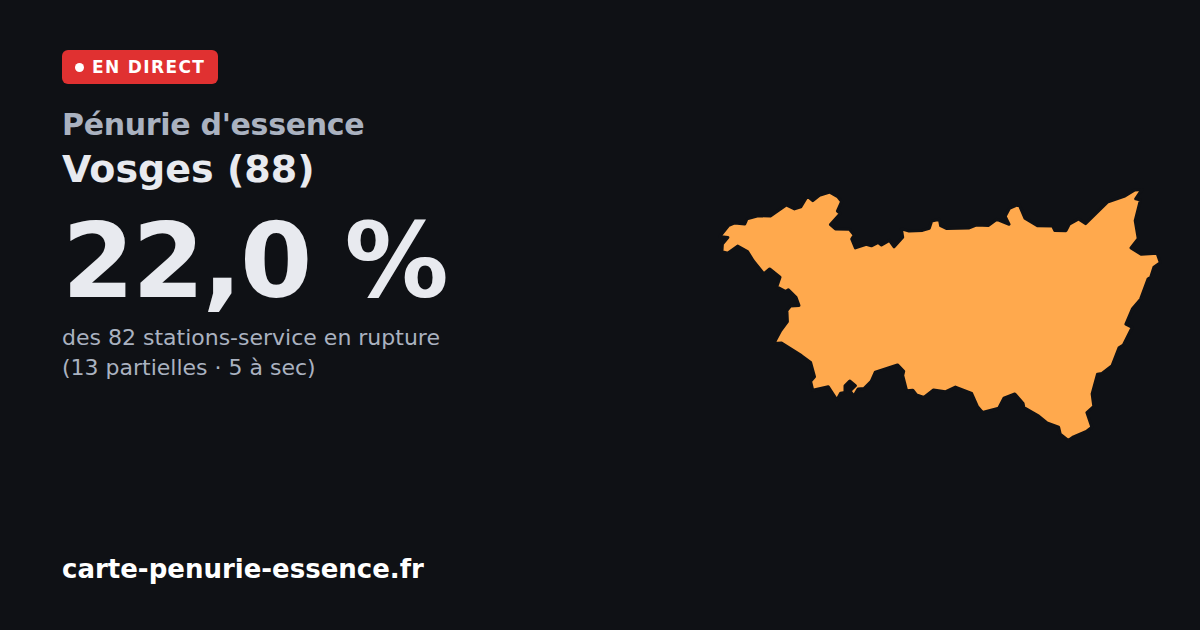 EN DIRECT
Pénurie d'essence
Vosges (88)
22,0 %
des 82 stations-service en rupture
(13 partielles · 5 à sec)
carte-penurie-essence.fr